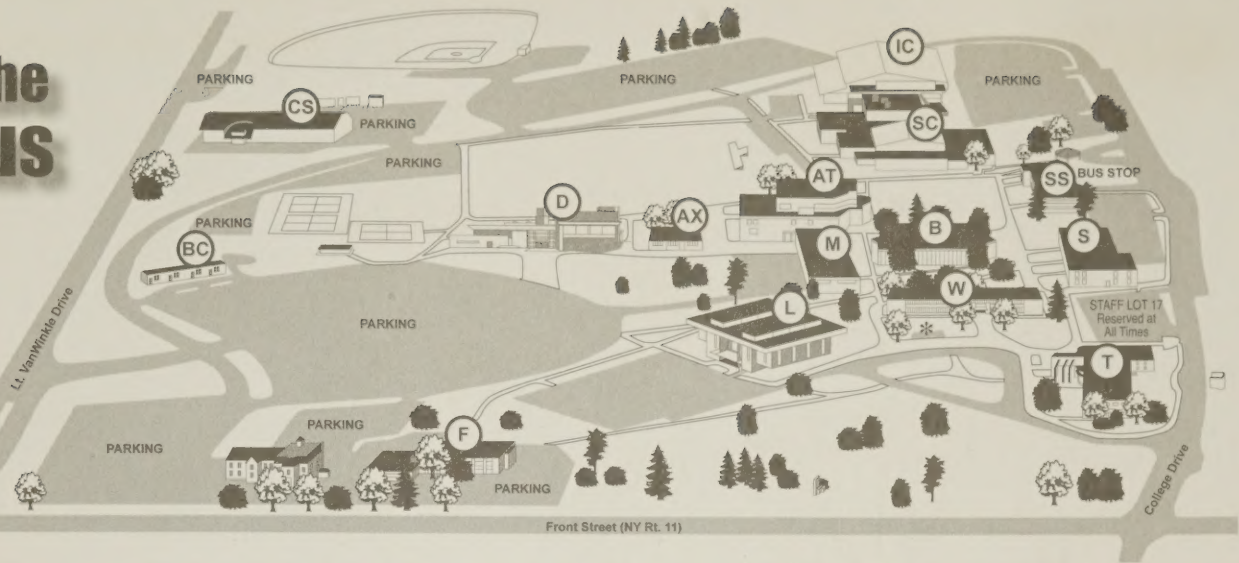 he
us
IC
PARKING
PARKING
PARKING
CS
PARKING
SC
PARKING
AT
SS
BUS STOP
D
AX
PARKING
M
B
S
BC
W
L
STAFF LOT 17
Reserved at
All Times
PARKING
Lt. VanWinkle Drive
T
PARKING
PARKING
F
PARKING
College Drive
Front Street (NY Rt. 11)